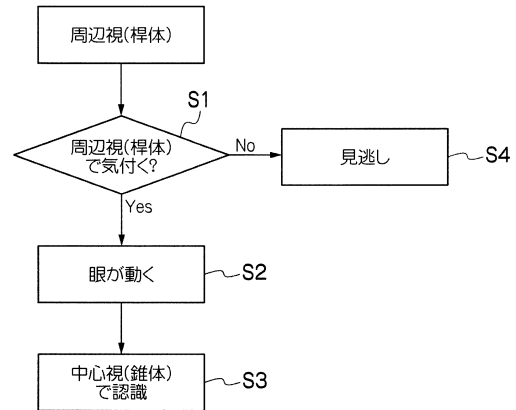 周辺視(桿体)
S1
周辺視(桿体)
で気付く?
No
見逃し
S4
Yes
眼が動く
S2
中心視(錐体)
で認識
S3